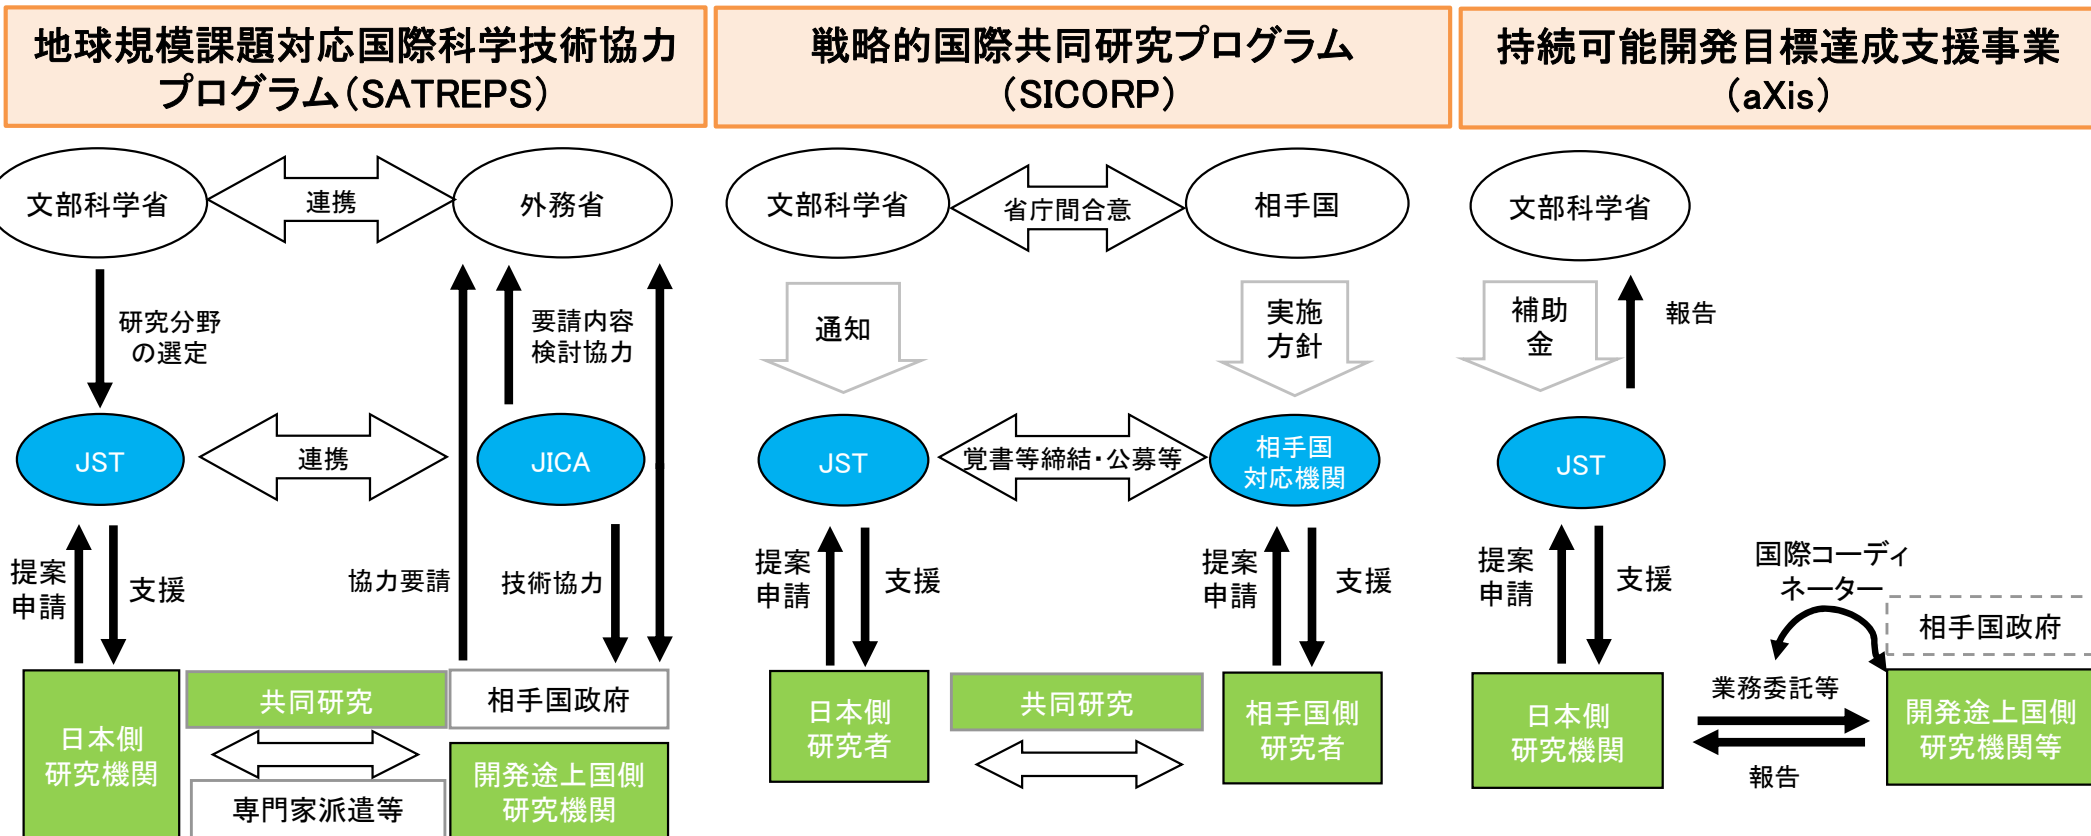 地球規模課題対応国際科学技術協力
プログラム(SATREPS)
文部科学省
連携
外務省
研究分野
の選定
要請内容
検討協力
JST
連携
JICA
提案
申請
支援
協力要請
技術協力
日本側
研究機関
共同研究
相手国政府
専門家派遣等
開発途上国側
研究機関
戦略的国際共同研究プログラム
(SICORP)
文部科学省
省庁間合意
相手国
通知
実施
方針
JST
覚書等締結・公募等
相手国
対応機関
提案
申請
支援
提案
申請
支援
日本側
研究者
共同研究
相手国側
研究者
持続可能開発目標達成支援事業
(aXis)
文部科学省
補助
金
報告
JST
提案
申請
支援
国際コーディ
ネーター
相手国政府
日本側
研究機関
業務委託等
報告
開発途上国側
研究機関等